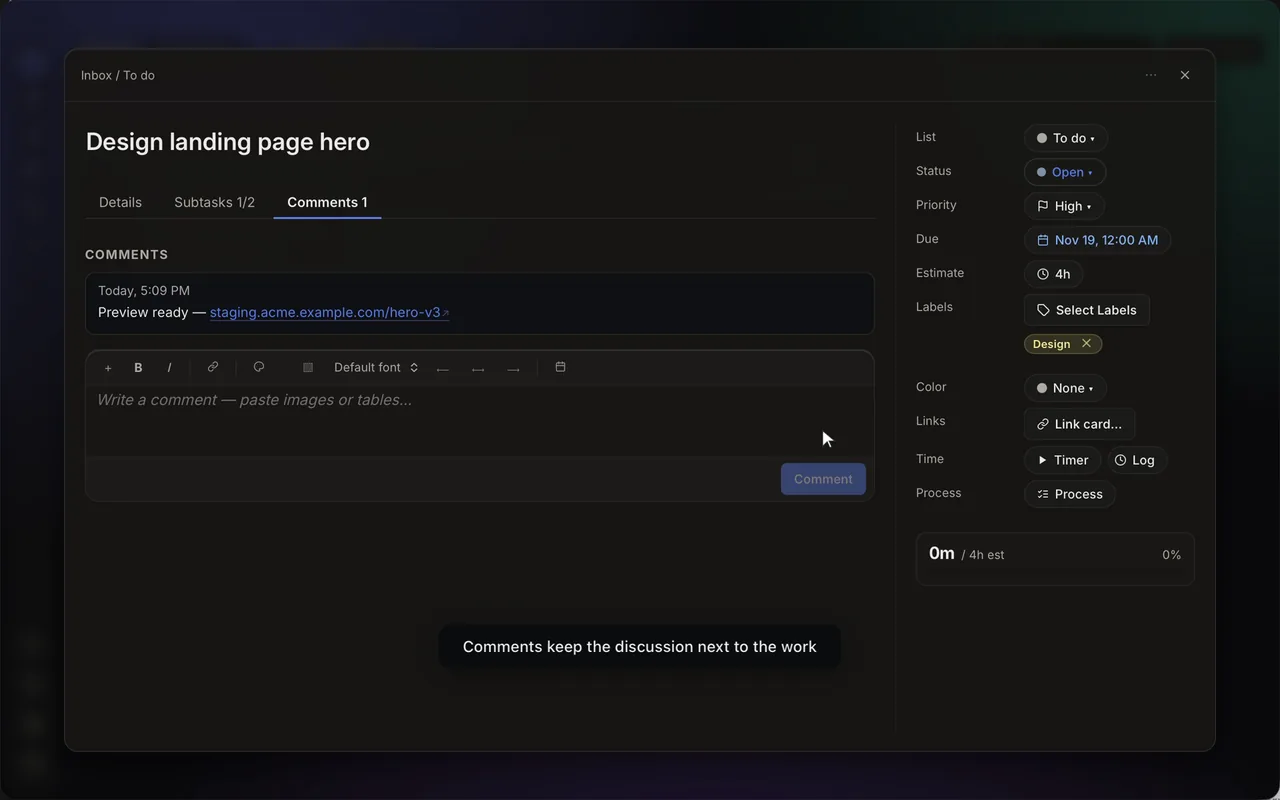 Inbox / To do
Design landing page hero
Details Subtasks 1/2 Comments 1
COMMENTS
Today, 5:09 PM
Preview ready — staging.acme.example.com/hero-v3↗
+ B I Default font
Write a comment — paste images or tables...
Comment
List To do
Status Open
Priority High
Due Nov 19, 12:00 AM
Estimate 4h
Labels Select Labels
Design
Color None
Links Link card...
Time Timer Log
Process Process
0m / 4h est 0%
Comments keep the discussion next to the work